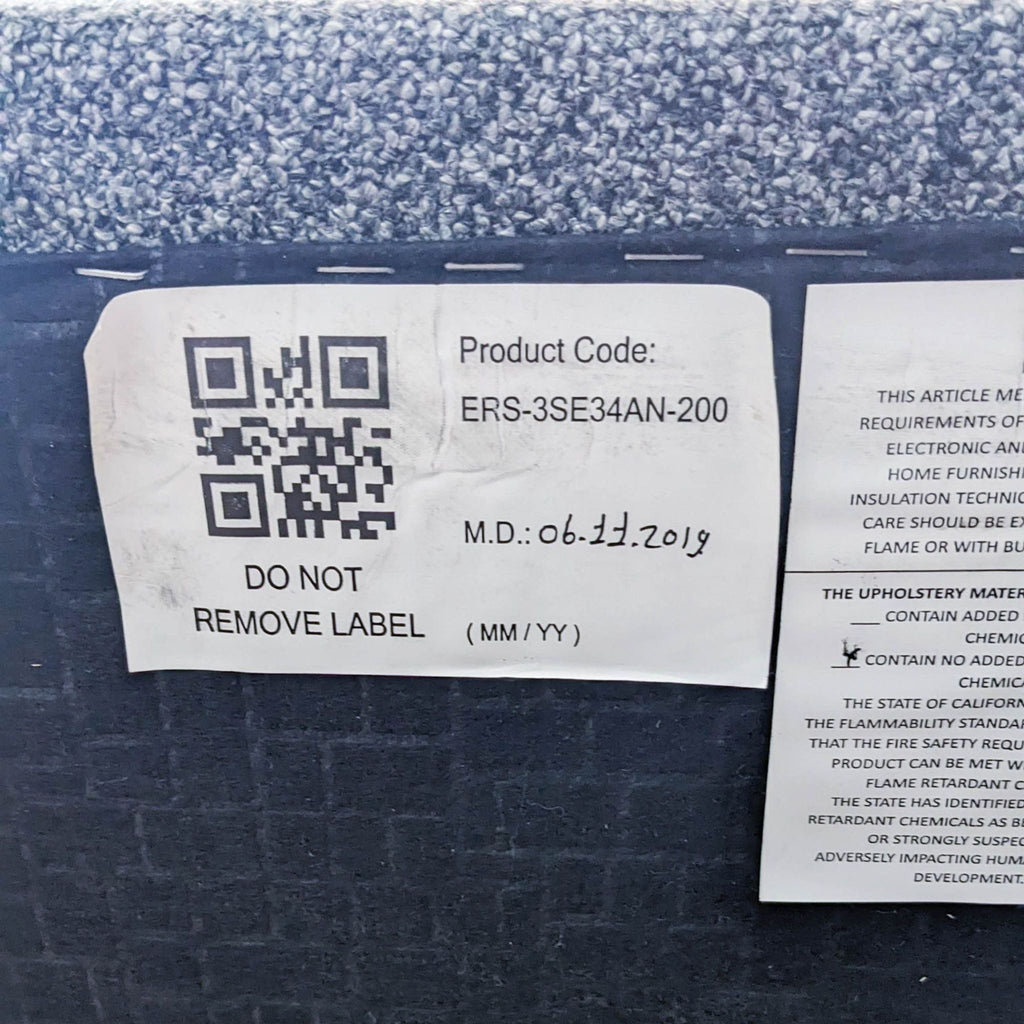 Product Code:
ERS-3SE34AN-200
M.D.: 06.11.2019
DO NOT
REMOVE LABEL
( MM / YY )
THIS ARTICLE ME
REQUIREMENTS OF
ELECTRONIC AN
HOME FURNISHI
INSULATION TECHNIC
CARE SHOULD BE EX
FLAME OR WITH BU
THE UPHOLSTERY MATER
___ CONTAIN ADDED
CHEMIC
CONTAIN NO ADDED
CHEMICA
THE STATE OF CALIFORN
THE FLAMMABILITY STANDAR
THAT THE FIRE SAFETY REQU
PRODUCT CAN BE MET W
FLAME RETARDANT C
THE STATE HAS IDENTIFIED
RETARDANT CHEMICALS AS BE
OR STRONGLY SUSPEC
ADVERSELY IMPACTING HUMA
DEVELOPMENT.